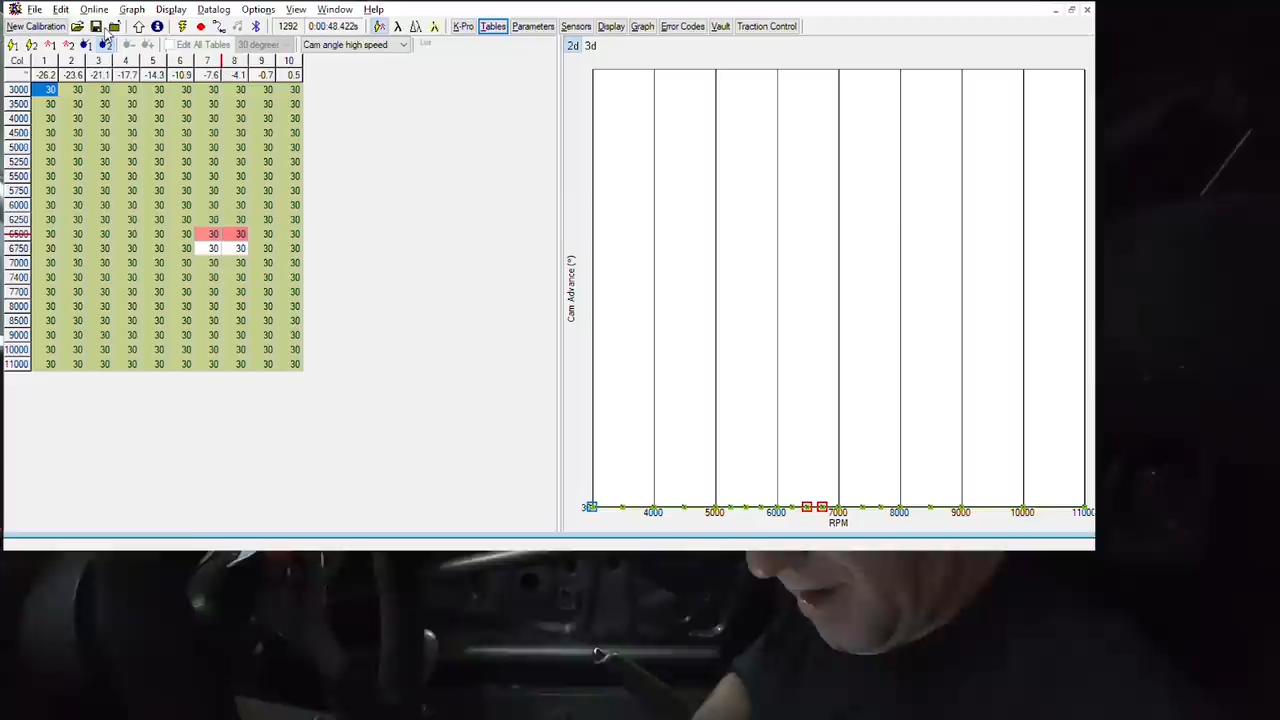 File Edit Online Graph Display Datalog Options View Window Help
New Calibration 1292 0:00:48.422s λ K-Pro Tables Parameters Sensors Display Graph Error Codes Vault Traction Control
1 2 1 2 1 2 Edit All Tables 30 degrees Cam angle high speed
2d 3d
Col 1 2 3 4 5 6 7 8 9 10
" -26.2 -23.6 -21.1 -17.7 -14.3 -10.9 -7.6 -4.1 -0.7 0.5
3000 30 30 30 30 30 30 30 30 30 30
3500 30 30 30 30 30 30 30 30 30 30
4000 30 30 30 30 30 30 30 30 30 30
4500 30 30 30 30 30 30 30 30 30 30
5000 30 30 30 30 30 30 30 30 30 30
5250 30 30 30 30 30 30 30 30 30 30
5500 30 30 30 30 30 30 30 30 30 30
5750 30 30 30 30 30 30 30 30 30 30
6000 30 30 30 30 30 30 30 30 30 30
6250 30 30 30 30 30 30 30 30 30 30
6500 30 30 30 30 30 30 30 30 30 30
6750 30 30 30 30 30 30 30 30 30 30
7000 30 30 30 30 30 30 30 30 30 30
7400 30 30 30 30 30 30 30 30 30 30
7700 30 30 30 30 30 30 30 30 30 30
8000 30 30 30 30 30 30 30 30 30 30
8500 30 30 30 30 30 30 30 30 30 30
9000 30 30 30 30 30 30 30 30 30 30
10000 30 30 30 30 30 30 30 30 30 30
11000 30 30 30 30 30 30 30 30 30 30
Cam Advance (°)
4000 5000 6000 7000 8000 9000 10000 1100
RPM